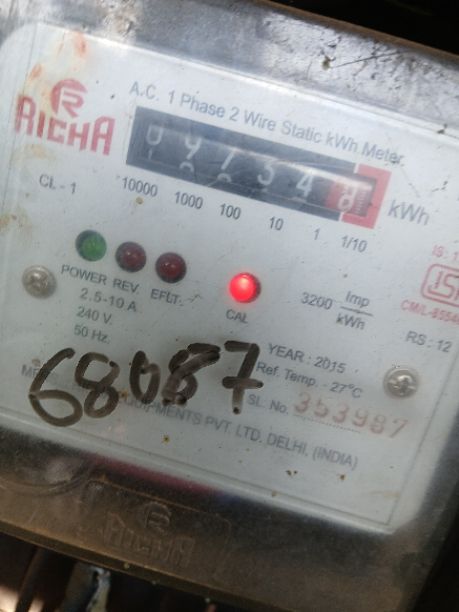 RICHA
A.C. 1 Phase 2 Wire Static kWh Meter
kWh
CL - 1
10000 1000 100 10 1 1/10
POWER REV. EFLT.
CAL
3200 Imp/kWh
2.5-10 A
240 V.
50 Hz.
RS : 12
YEAR : 2015
Ref. Temp. - 27°C
SL. No. 353987
EQUIPMENTS PVT. LTD. DELHI, (INDIA)
RICHA